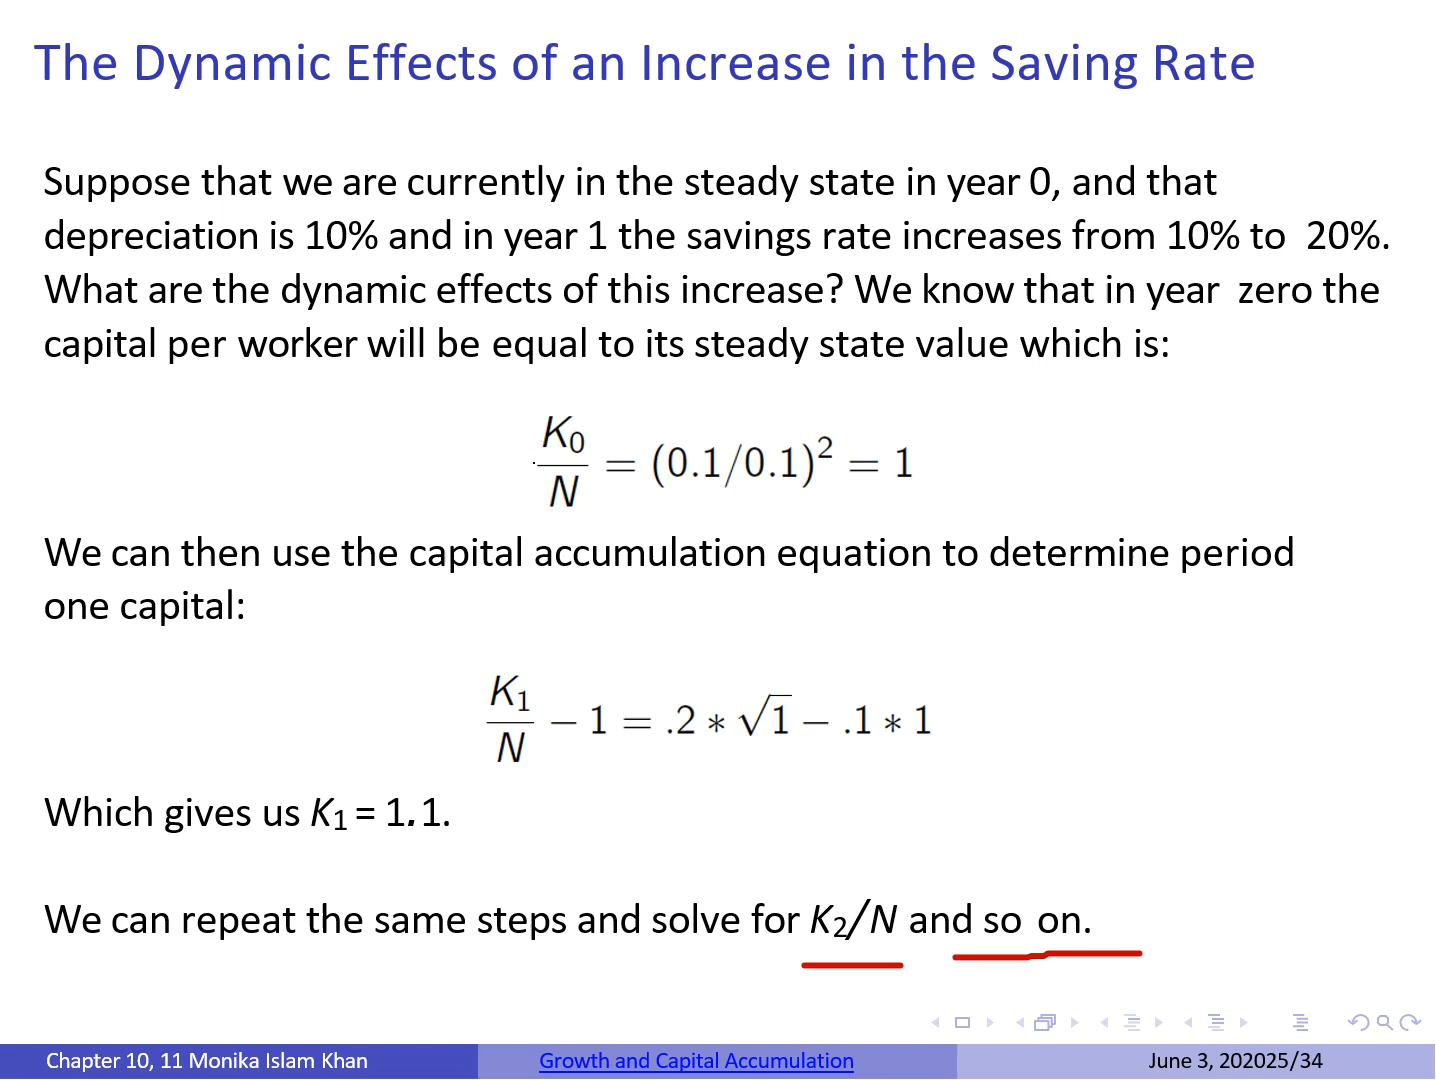 The Dynamic Effects of an Increase in the Saving Rate
Suppose that we are currently in the steady state in year 0, and that
depreciation is 10% and in year 1 the savings rate increases from 10% to 20%.
What are the dynamic effects of this increase? We know that in year zero the
capital per worker will be equal to its steady state value which is:
K₀/N = (0.1/0.1)² = 1
We can then use the capital accumulation equation to determine period
one capital:
K₁/N − 1 = .2 ∗ √1 − .1 ∗ 1
Which gives us K₁ = 1.1.
We can repeat the same steps and solve for K₂/N and so on.
Chapter 10, 11 Monika Islam Khan
Growth and Capital Accumulation
June 3, 202025/34